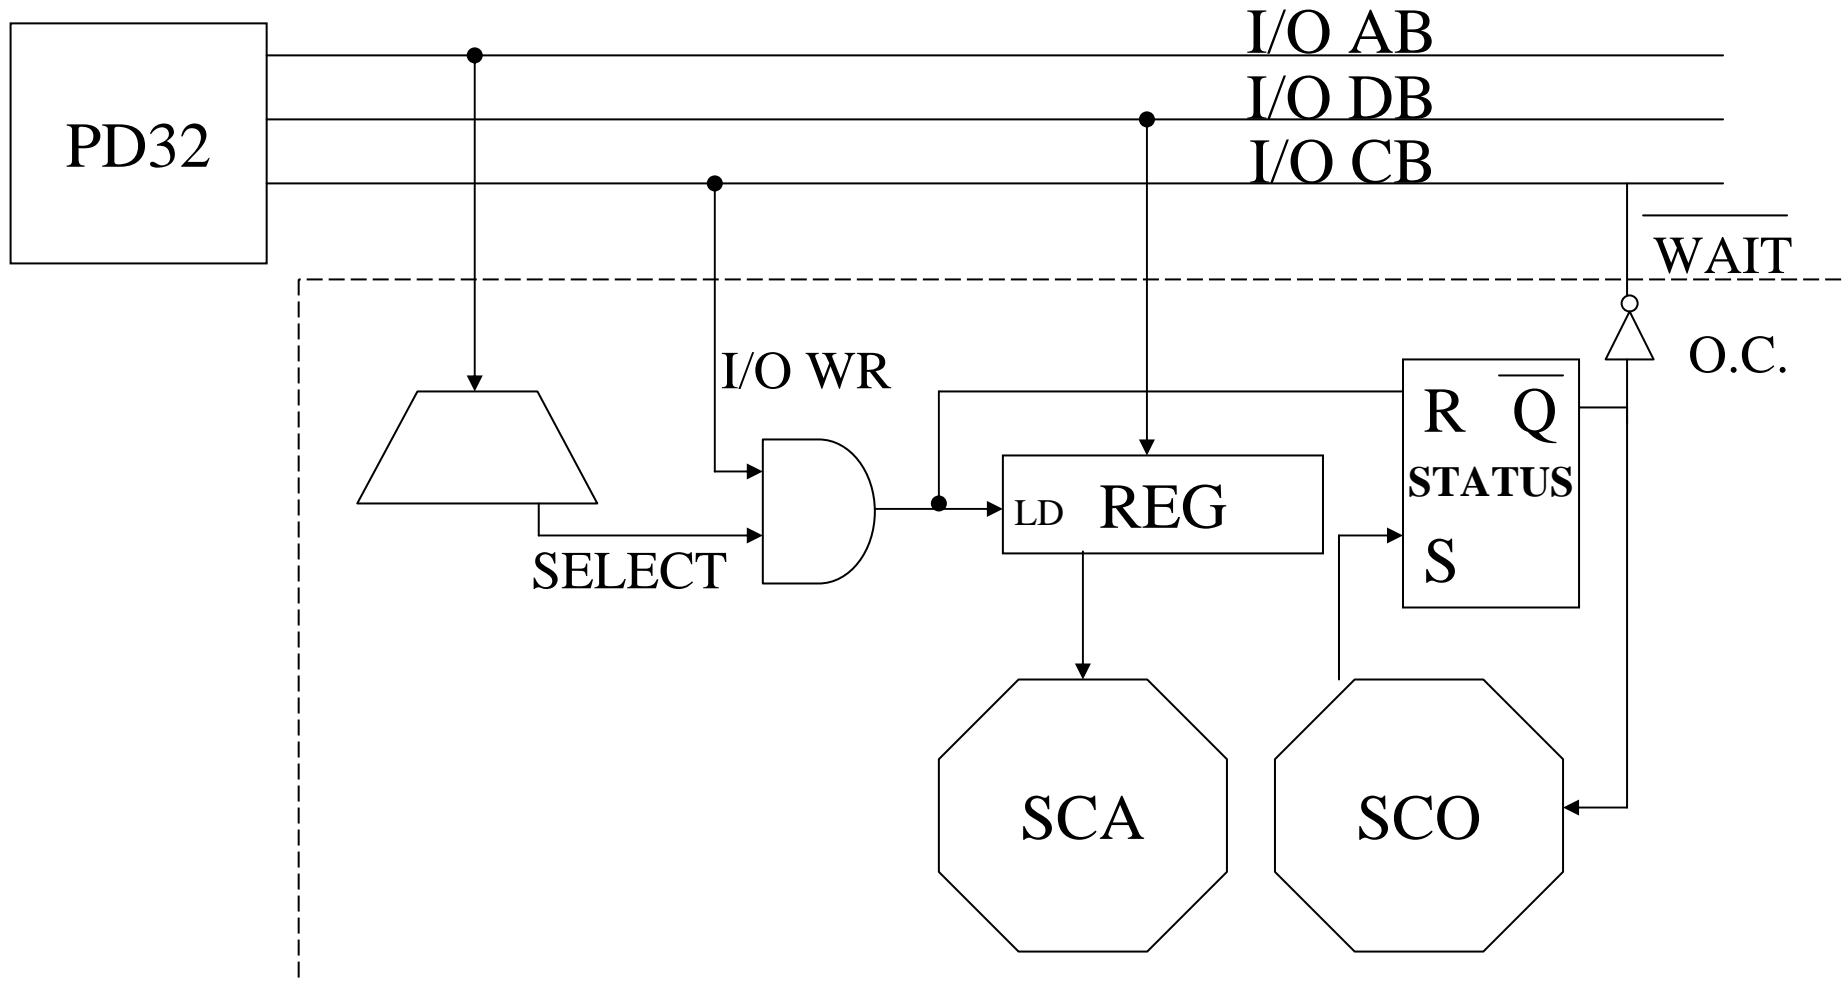 I/O AB
I/O DB
PD32
I/O CB
WAIT
I/O WR
O.C.
R Q
STATUS
LD REG
S
SELECT
SCA
SCO